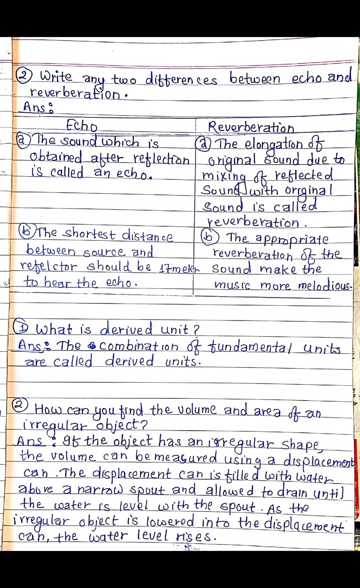 ② Write any two differences between echo and
reverberation.
Ans:
Echo
ⓐ The sound which is
obtained after reflection
is called an echo.
ⓑ The shortest distance
between source and
refelctor should be 17meter
to hear the echo.
Reverberation
ⓐ The elongation of
original sound due to
mixing of reflected
sound with original
sound is called
reverberation.
ⓑ The appropriate
reverberation of the
sound make the
music more melodious.
① What is derived unit?
Ans: The combination of fundamental units
are called derived units.
② How can you find the volume and area of an
irregular object?
Ans: If the object has an irregular shape,
the volume can be measured using a displacement
can. The displacement can is filled with water
above a narrow spout and allowed to drain until
the water is level with the spout. As the
irregular object is lowered into the displacement
can, the water level rises.